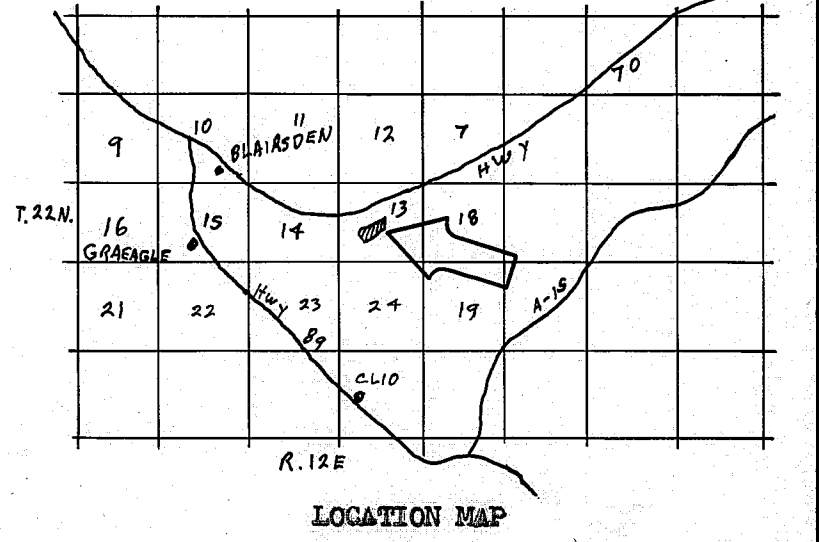 70
10
11
12
7
9
BLAIRSDEN
HWY
T.22N.
16
15
14
13
18
GRAEAGLE
21
22
Hwy
89
23
24
19
A-15
CLIO
R.12E
LOCATION MAP